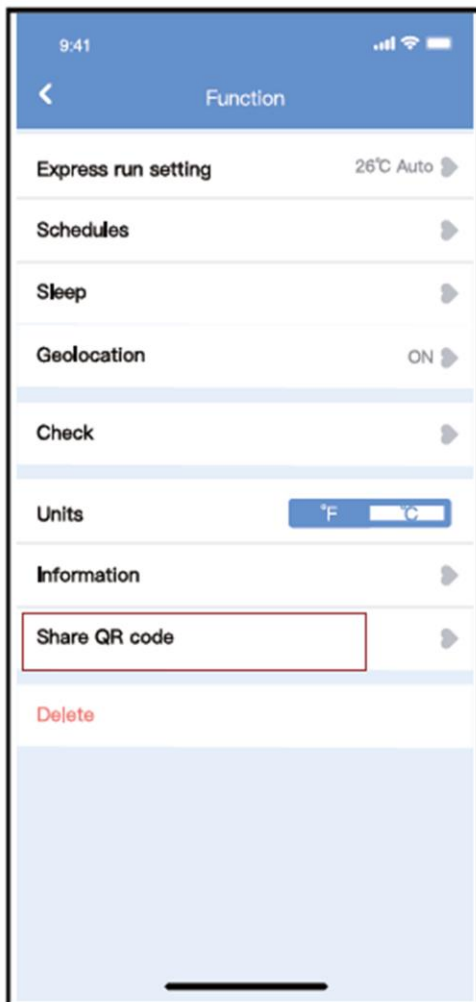 9:41
Function
Express run setting 26°C Auto
Schedules
Sleep
Geolocation ON
Check
Units °F °C
Information
Share QR code
Delete